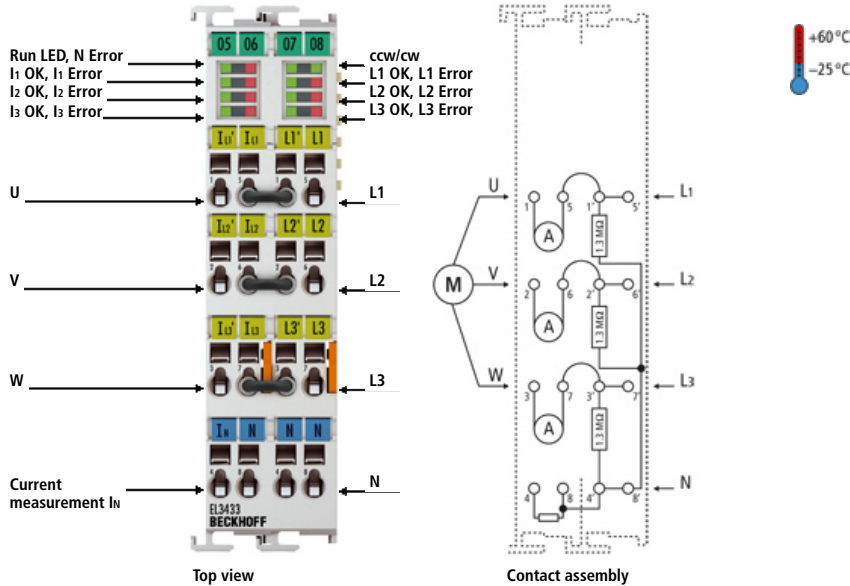 05 06 07 08
Run LED, N Error
I1 OK, I1 Error
I2 OK, I2 Error
I3 OK, I3 Error
ccw/cw
L1 OK, L1 Error
L2 OK, L2 Error
L3 OK, L3 Error
IL1' IL1 L1' L1
U
L1
IL2' IL2 L2' L2
V
L2
IL3' IL3 L3' L3
W
L3
IN N N N
Current
measurement IN
N
EL3433
BECKHOFF
Top view
M
U
1 5 1' 5'
L1
A
1.3 MΩ
V
2 6 2' 6'
L2
A
1.3 MΩ
W
3 7 3' 7'
L3
A
1.3 MΩ
4 8 4' 8'
N
Contact assembly
+60 °C
–25 °C